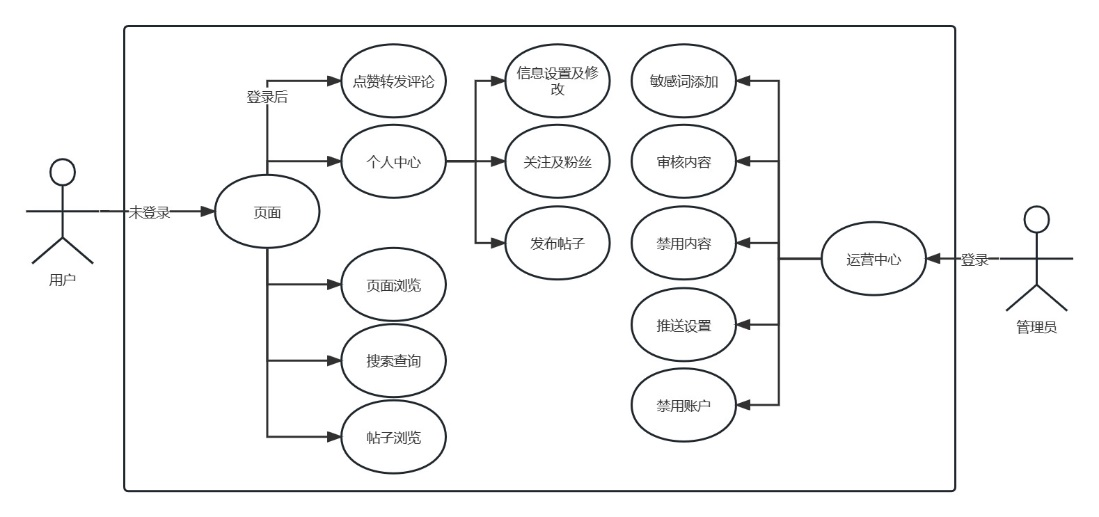 点赞转发评论
信息设置及修
改
敏感词添加
登录后
个人中心
关注及粉丝
审核内容
未登录
页面
用户
发布帖子
禁用内容
运营中心
登录
管理员
页面浏览
推送设置
搜索查询
禁用账户
帖子浏览